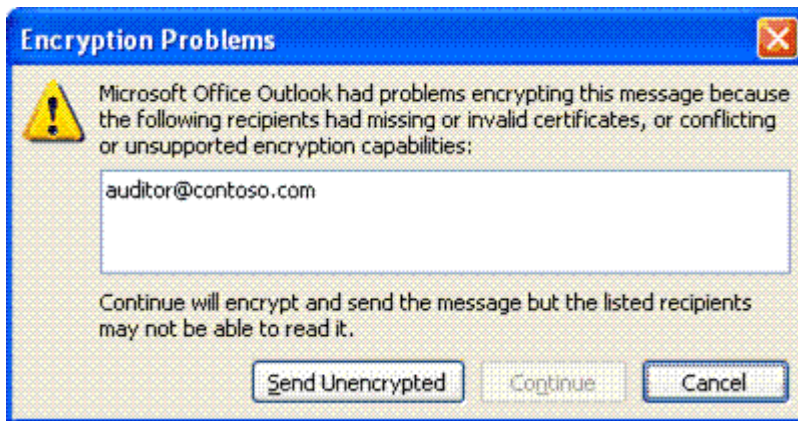 Encryption Problems
Microsoft Office Outlook had problems encrypting this message because
the following recipients had missing or invalid certificates, or conflicting
or unsupported encryption capabilities:
auditor@contoso.com
Continue will encrypt and send the message but the listed recipients
may not be able to read it.
Send Unencrypted Continue Cancel